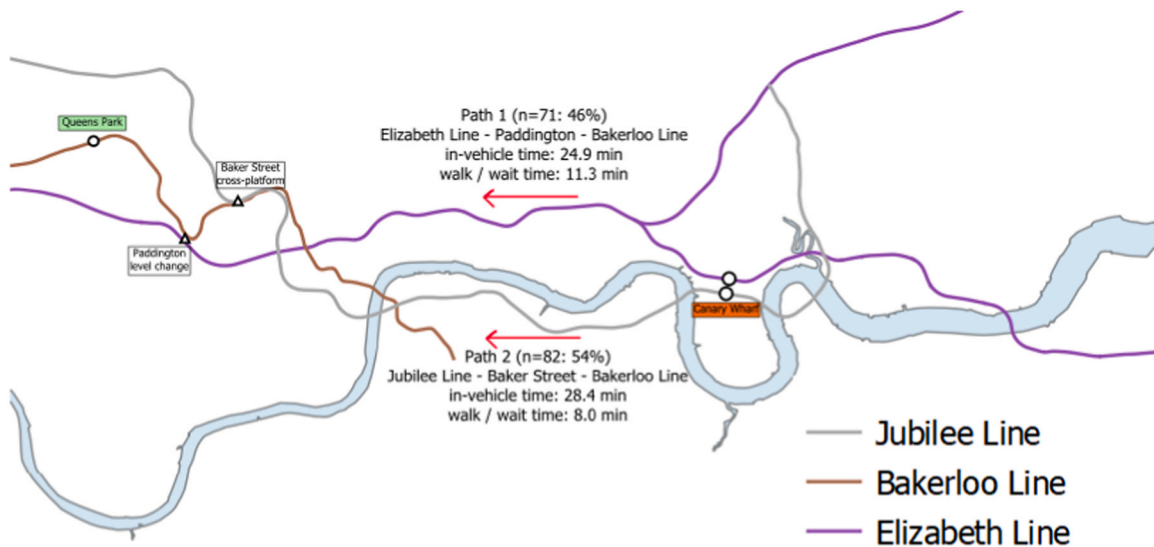 Path 1 (n=71: 46%)
Elizabeth Line - Paddington - Bakerloo Line
in-vehicle time: 24.9 min
walk / wait time: 11.3 min
Queens Park
Baker Street
cross-platform
Paddington
level change
Canary Wharf
Path 2 (n=82: 54%)
Jubilee Line - Baker Street - Bakerloo Line
in-vehicle time: 28.4 min
walk / wait time: 8.0 min
Jubilee Line
Bakerloo Line
Elizabeth Line